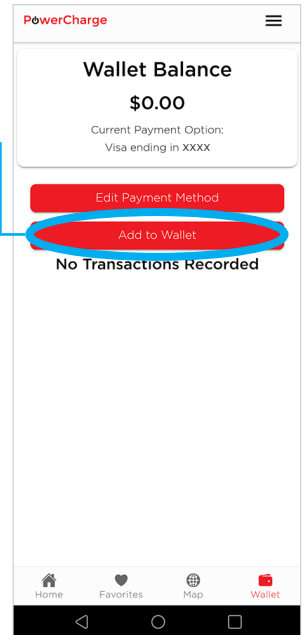 PowerCharge
Wallet Balance
$0.00
Current Payment Option:
Visa ending in XXXX
Edit Payment Method
Add to Wallet
No Transactions Recorded
Home Favorites Map Wallet